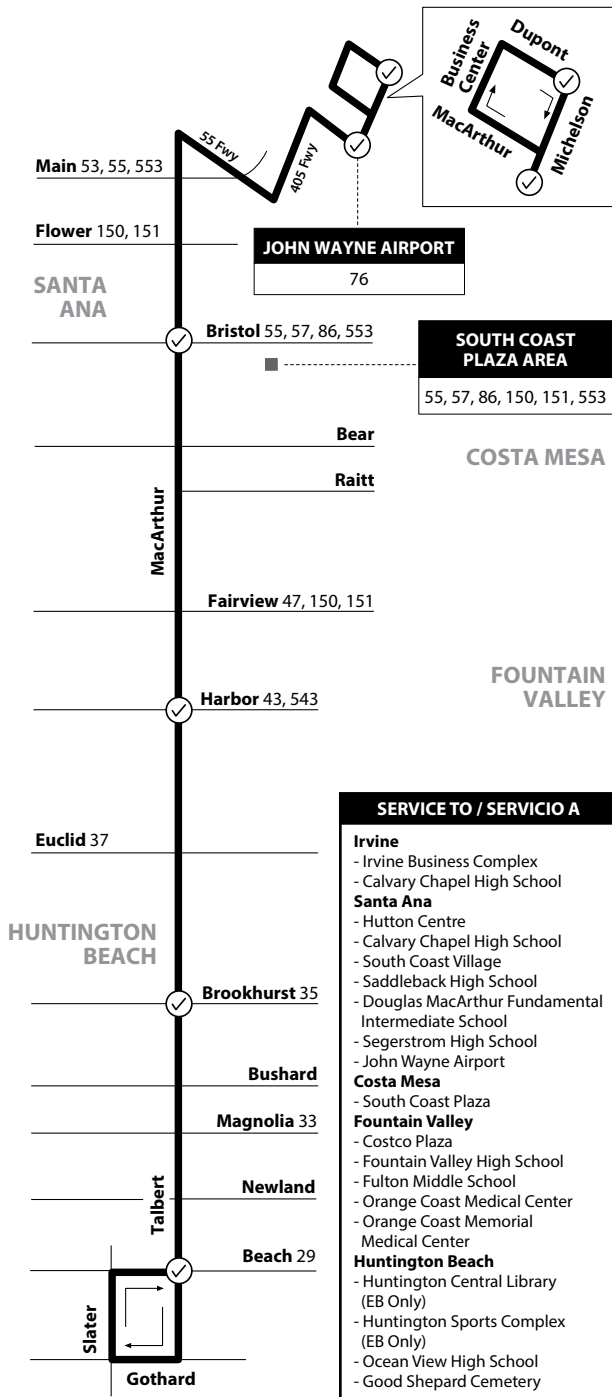 Business
Center
Dupont
MacArthur
Michelson
55 Fwy
405 Fwy
Main 53, 55, 553
Flower 150, 151
JOHN WAYNE AIRPORT
76
SANTA
ANA
Bristol 55, 57, 86, 553
SOUTH COAST
PLAZA AREA
55, 57, 86, 150, 151, 553
Bear
COSTA MESA
Raitt
MacArthur
Fairview 47, 150, 151
FOUNTAIN
VALLEY
Harbor 43, 543
Euclid 37
HUNTINGTON
BEACH
Brookhurst 35
Bushard
Magnolia 33
Talbert
Newland
Beach 29
Slater
Gothard
SERVICE TO / SERVICIO A
Irvine
- Irvine Business Complex
- Calvary Chapel High School
Santa Ana
- Hutton Centre
- Calvary Chapel High School
- South Coast Village
- Saddleback High School
- Douglas MacArthur Fundamental
Intermediate School
- Segerstrom High School
- John Wayne Airport
Costa Mesa
- South Coast Plaza
Fountain Valley
- Costco Plaza
- Fountain Valley High School
- Fulton Middle School
- Orange Coast Medical Center
- Orange Coast Memorial
Medical Center
Huntington Beach
- Huntington Central Library
(EB Only)
- Huntington Sports Complex
(EB Only)
- Ocean View High School
- Good Shepard Cemetery